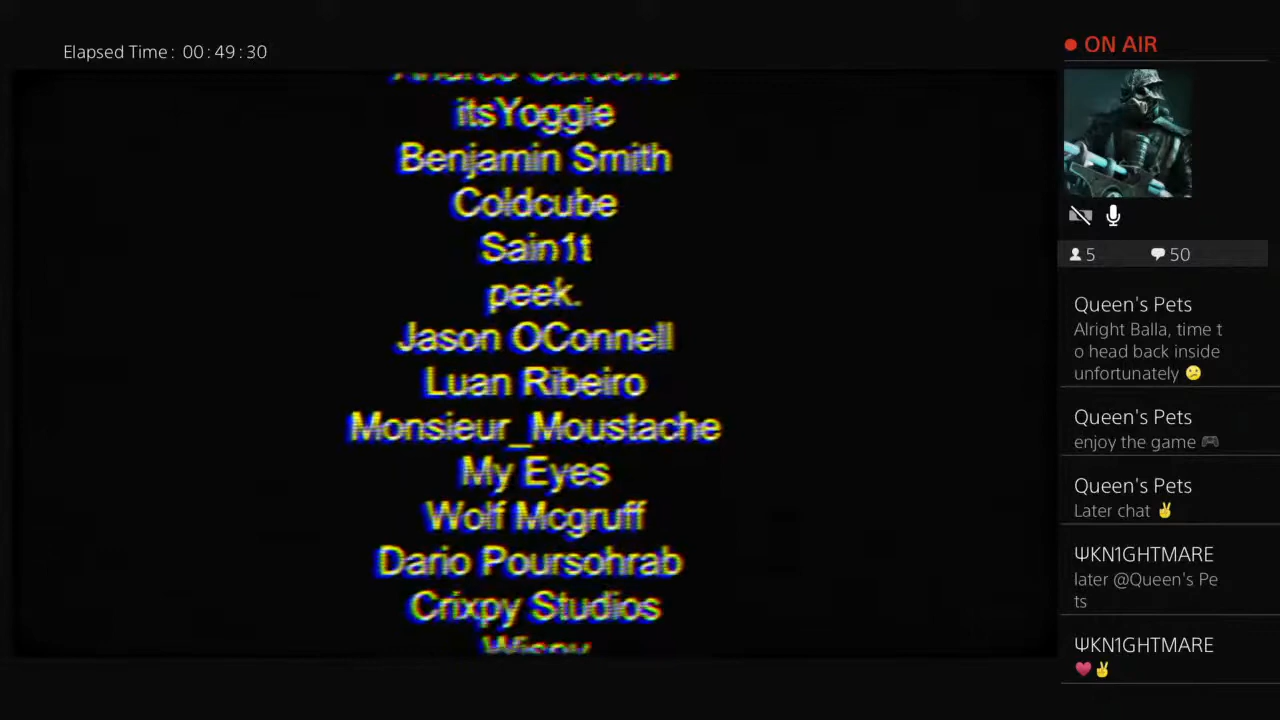 Elapsed Time: 00:49:30
itsYoggie
Benjamin Smith
Coldcube
Sain1t
peek.
Jason OConnell
Luan Ribeiro
Monsieur_Moustache
My Eyes
Wolf Mcgruff
Dario Poursohrab
Crixpy Studios
ON AIR
5
50
Queen's Pets
Alright Balla, time t
o head back inside
unfortunately 😕
Queen's Pets
enjoy the game 🎮
Queen's Pets
Later chat ✌
ΨKN1GHTMARE
later @Queen's Pe
ts
ΨKN1GHTMARE
❤✌